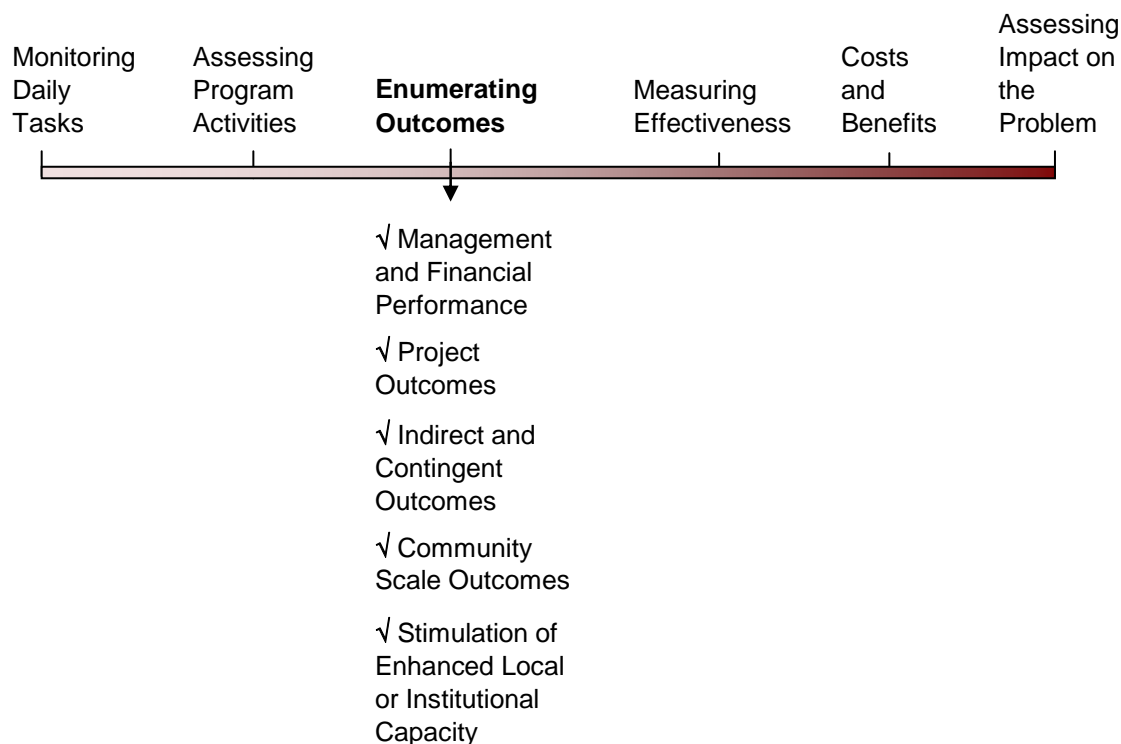 Monitoring
Daily
Tasks
Assessing
Program
Activities
Enumerating
Outcomes
Measuring
Effectiveness
Costs
and
Benefits
Assessing
Impact on
the
Problem
√ Management
and Financial
Performance
√ Project
Outcomes
√ Indirect and
Contingent
Outcomes
√ Community
Scale Outcomes
√ Stimulation of
Enhanced Local
or Institutional
Capacity